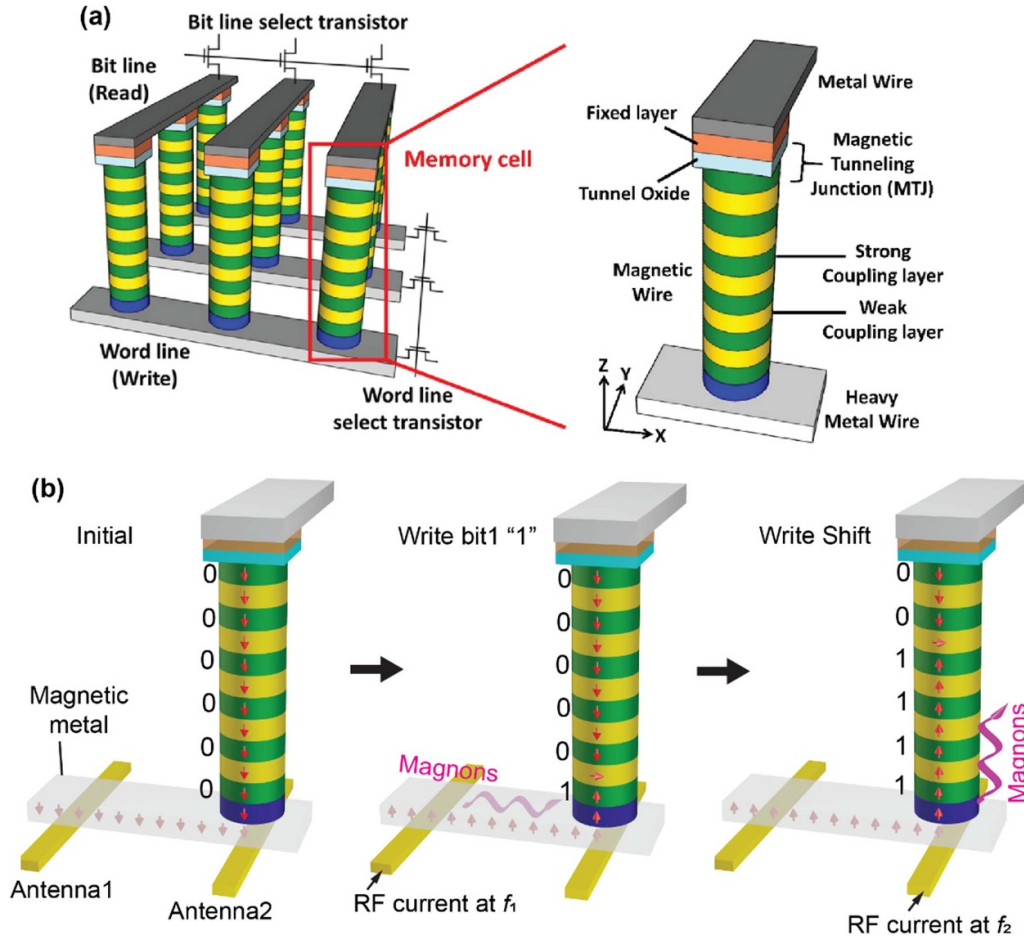 (a)
Bit line select transistor
Bit line
(Read)
Memory cell
Word line
(Write)
Word line
select transistor
Metal Wire
Fixed layer
Magnetic
Tunneling
Junction (MTJ)
Tunnel Oxide
Strong
Coupling layer
Magnetic
Wire
Weak
Coupling layer
Z
Y
X
Heavy
Metal Wire
(b)
Initial
Write bit1 “1”
Write Shift
0
0
0
0
0
0
Magnetic
metal
Antenna1
Antenna2
0
0
0
0
0
1
Magnons
RF current at f₁
0
0
1
1
1
1
Magnons
RF current at f₂